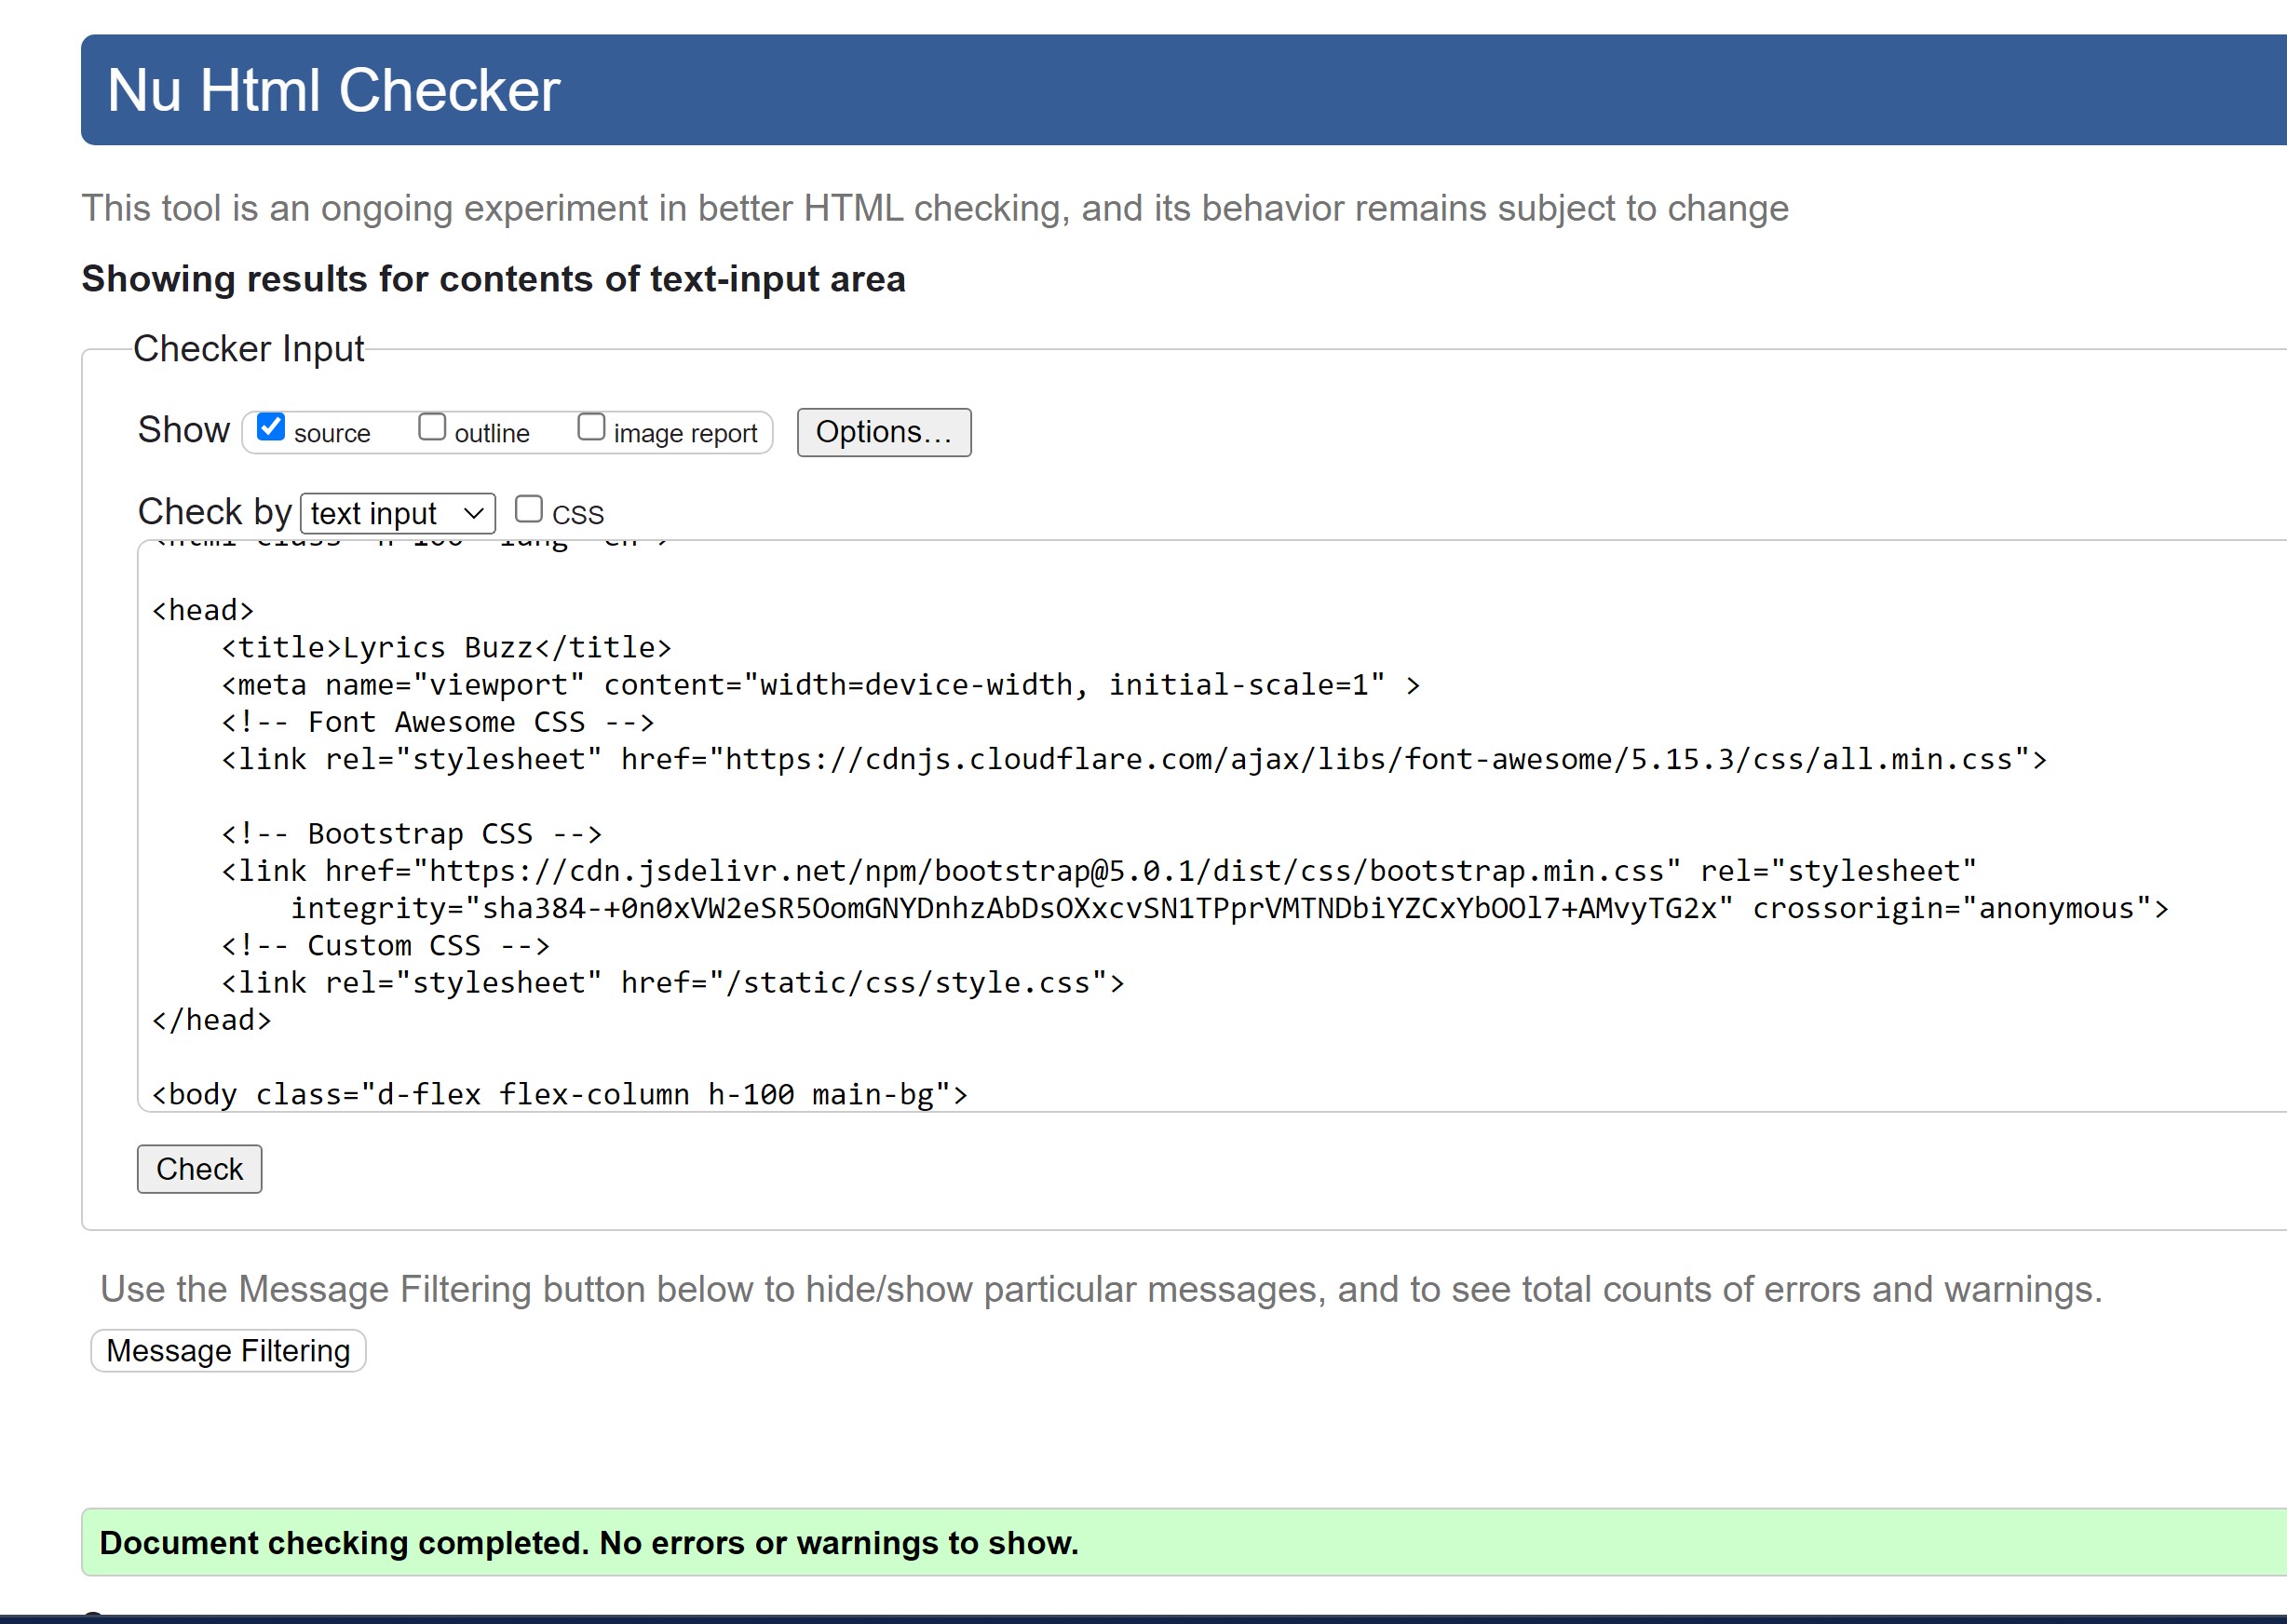 Nu Html Checker
This tool is an ongoing experiment in better HTML checking, and its behavior remains subject to change
Showing results for contents of text-input area
Checker Input
Show source outline image report Options…
Check by text input CSS
<head>
    <title>Lyrics Buzz</title>
    <meta name="viewport" content="width=device-width, initial-scale=1" >
    <!-- Font Awesome CSS -->
    <link rel="stylesheet" href="https://cdnjs.cloudflare.com/ajax/libs/font-awesome/5.15.3/css/all.min.css">
    <!-- Bootstrap CSS -->
    <link href="https://cdn.jsdelivr.net/npm/bootstrap@5.0.1/dist/css/bootstrap.min.css" rel="stylesheet"
        integrity="sha384-+0n0xVW2eSR5OomGNYDnhzAbDsOXxcvSN1TPprVMTNDbiYZCxYbOOl7+AMvyTG2x" crossorigin="anonymous">
    <!-- Custom CSS -->
    <link rel="stylesheet" href="/static/css/style.css">
</head>
<body class="d-flex flex-column h-100 main-bg">
Check
Use the Message Filtering button below to hide/show particular messages, and to see total counts of errors and warnings.
Message Filtering
Document checking completed. No errors or warnings to show.